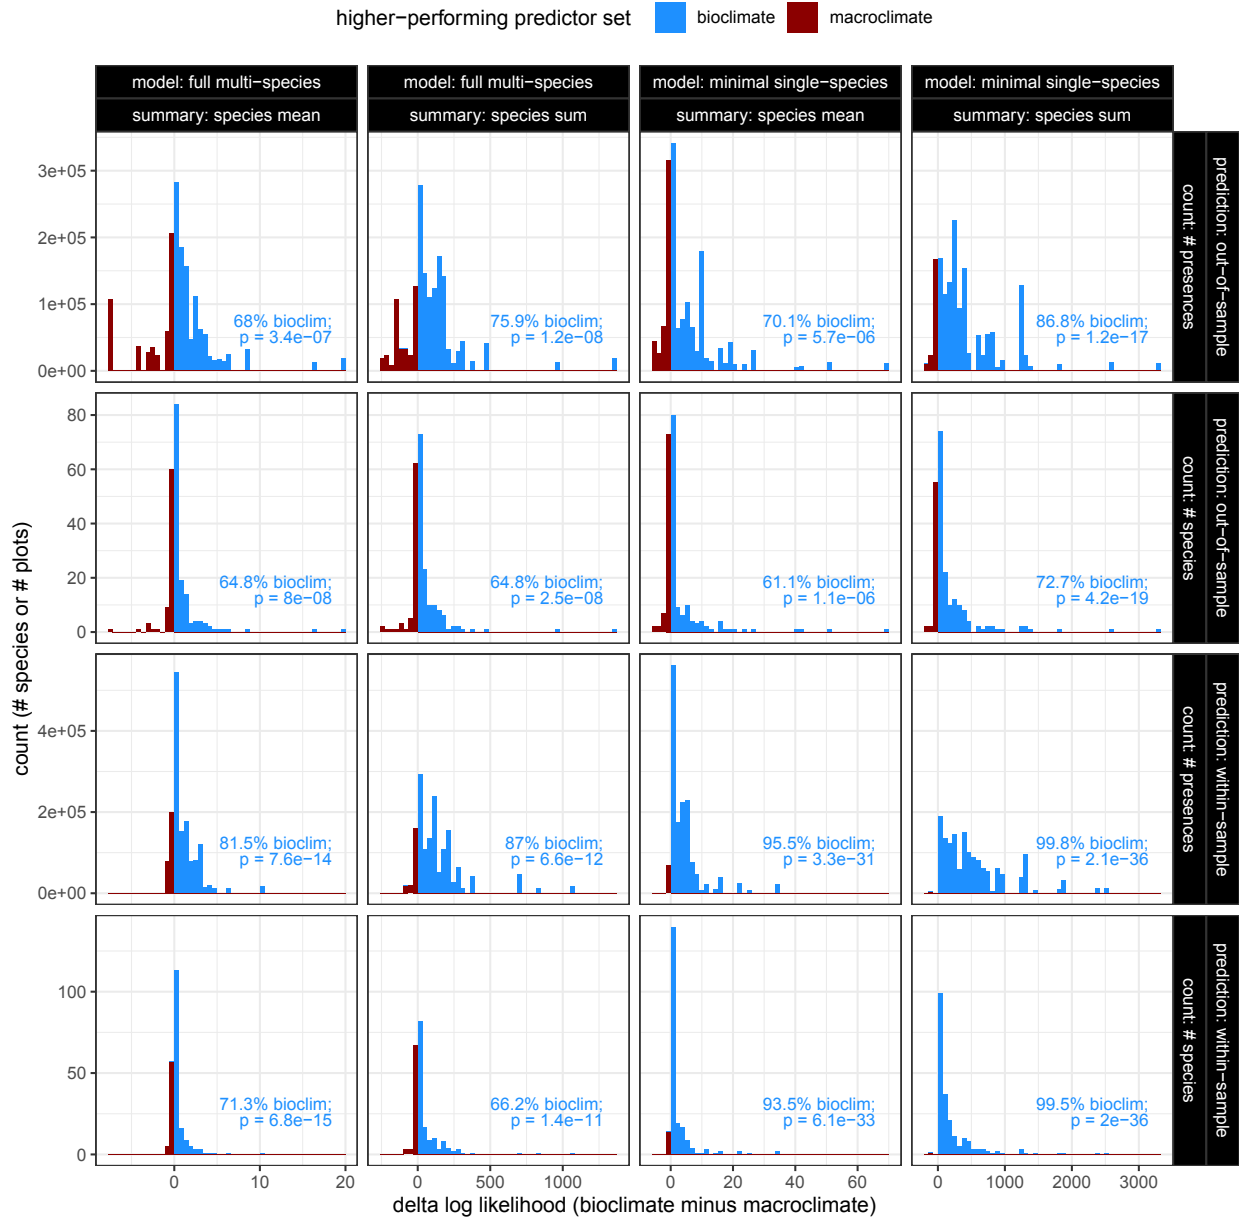 higher−performing predictor set bioclimate macroclimate
model: full multi−species model: full multi−species model: minimal single−species model: minimal single−species
summary: species mean summary: species sum summary: species mean summary: species sum
prediction: out−of−sample
count: # presences
3e+05
2e+05
1e+05
0e+00
68% bioclim;
p = 3.4e−07
75.9% bioclim;
p = 1.2e−08
70.1% bioclim;
p = 5.7e−06
86.8% bioclim;
p = 1.2e−17
prediction: out−of−sample
count: # species
80
60
40
20
0
64.8% bioclim;
p = 8e−08
64.8% bioclim;
p = 2.5e−08
61.1% bioclim;
p = 1.1e−06
72.7% bioclim;
p = 4.2e−19
count (# species or # plots)
prediction: within−sample
count: # presences
4e+05
2e+05
0e+00
81.5% bioclim;
p = 7.6e−14
87% bioclim;
p = 6.6e−12
95.5% bioclim;
p = 3.3e−31
99.8% bioclim;
p = 2.1e−36
prediction: within−sample
count: # species
100
50
0
71.3% bioclim;
p = 6.8e−15
66.2% bioclim;
p = 1.4e−11
93.5% bioclim;
p = 6.1e−33
99.5% bioclim;
p = 2e−36
0 10 20 0 500 1000 0 20 40 60 0 1000 2000 3000
delta log likelihood (bioclimate minus macroclimate)